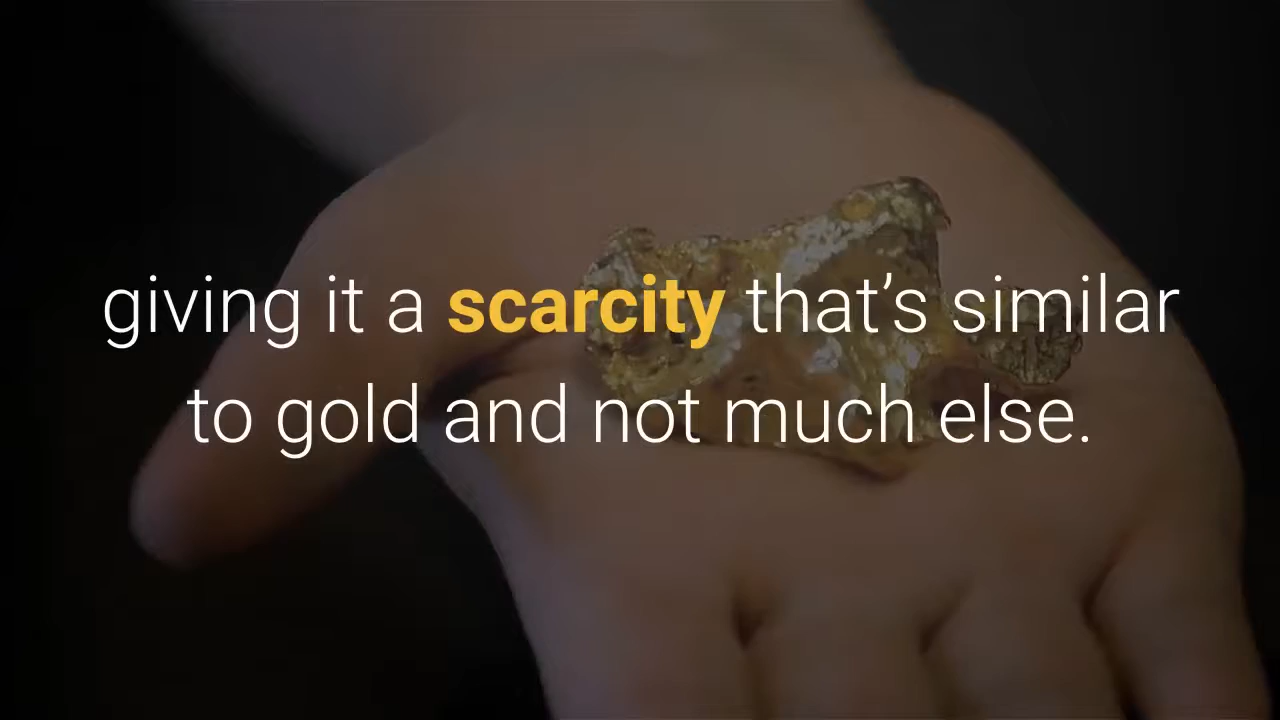 giving it a scarcity that’s similar
to gold and not much else.